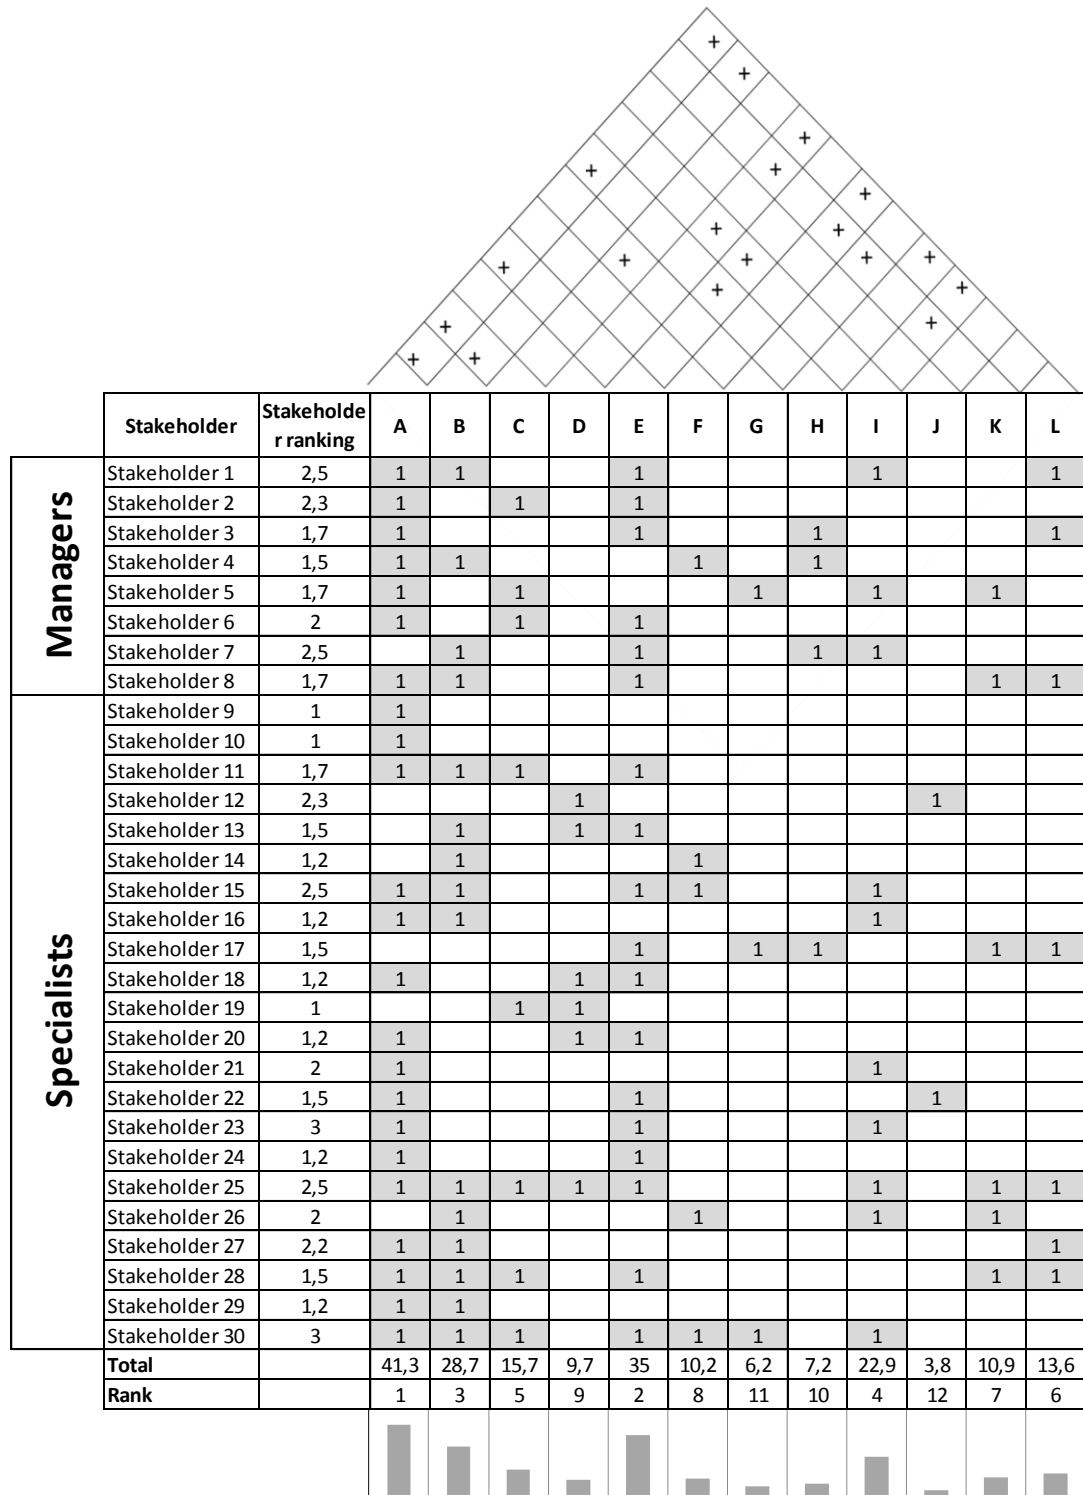 +
+
+
+ +
+
+ +
+ + + +
+ +
+ +
+ +
+ +
Stakeholder Stakeholde r ranking A B C D E F G H I J K L
Managers
Stakeholder 1 2,5 1 1 1 1 1
Stakeholder 2 2,3 1 1 1
Stakeholder 3 1,7 1 1 1 1
Stakeholder 4 1,5 1 1 1 1
Stakeholder 5 1,7 1 1 1 1 1
Stakeholder 6 2 1 1 1
Stakeholder 7 2,5 1 1 1 1
Stakeholder 8 1,7 1 1 1 1 1
Specialists
Stakeholder 9 1 1
Stakeholder 10 1 1
Stakeholder 11 1,7 1 1 1 1
Stakeholder 12 2,3 1 1
Stakeholder 13 1,5 1 1 1
Stakeholder 14 1,2 1 1
Stakeholder 15 2,5 1 1 1 1 1
Stakeholder 16 1,2 1 1 1
Stakeholder 17 1,5 1 1 1 1 1
Stakeholder 18 1,2 1 1 1
Stakeholder 19 1 1 1
Stakeholder 20 1,2 1 1 1
Stakeholder 21 2 1 1
Stakeholder 22 1,5 1 1 1
Stakeholder 23 3 1 1 1
Stakeholder 24 1,2 1 1
Stakeholder 25 2,5 1 1 1 1 1 1 1 1
Stakeholder 26 2 1 1 1 1
Stakeholder 27 2,2 1 1 1
Stakeholder 28 1,5 1 1 1 1 1 1
Stakeholder 29 1,2 1 1
Stakeholder 30 3 1 1 1 1 1 1 1
Total 41,3 28,7 15,7 9,7 35 10,2 6,2 7,2 22,9 3,8 10,9 13,6
Rank 1 3 5 9 2 8 11 10 4 12 7 6